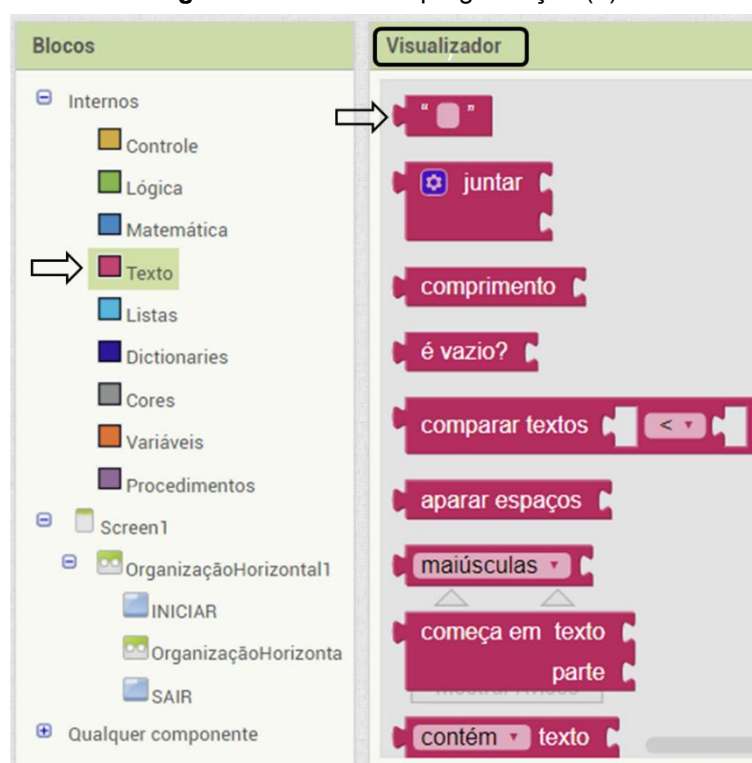 Blocos
Internos
Controle
Lógica
Matemática
Texto
Listas
Dictionaries
Cores
Variáveis
Procedimentos
Screen1
OrganizaçãoHorizontal1
INICIAR
OrganizaçãoHorizonta
SAIR
Qualquer componente
Visualizador
“ ”
juntar
comprimento
é vazio?
comparar textos <
aparar espaços
maiúsculas
começa em texto
parte
contém texto